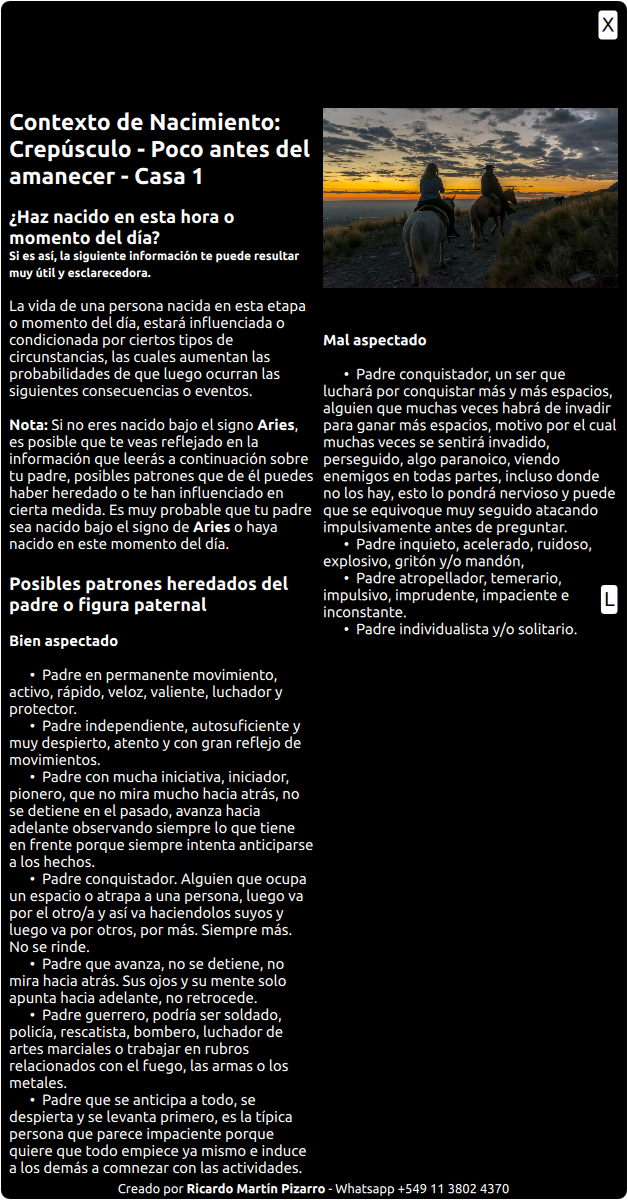 X
Contexto de Nacimiento:
Crepúsculo - Poco antes del
amanecer - Casa 1
¿Haz nacido en esta hora o
momento del día?
Si es así, la siguiente información te puede resultar
muy útil y esclarecedora.
La vida de una persona nacida en esta etapa
o momento del día, estará influenciada o
condicionada por ciertos tipos de
circunstancias, las cuales aumentan las
probabilidades de que luego ocurran las
siguientes consecuencias o eventos.
Nota: Si no eres nacido bajo el signo Aries,
es posible que te veas reflejado en la
información que leerás a continuación sobre
tu padre, posibles patrones que de él puedes
haber heredado o te han influenciado en
cierta medida. Es muy probable que tu padre
sea nacido bajo el signo de Aries o haya
nacido en este momento del día.
Posibles patrones heredados del
padre o figura paternal
Bien aspectado
• Padre en permanente movimiento,
activo, rápido, veloz, valiente, luchador y
protector.
• Padre independiente, autosuficiente y
muy despierto, atento y con gran reflejo de
movimientos.
• Padre con mucha iniciativa, iniciador,
pionero, que no mira mucho hacia atrás, no
se detiene en el pasado, avanza hacia
adelante observando siempre lo que tiene
en frente porque siempre intenta anticiparse
a los hechos.
• Padre conquistador. Alguien que ocupa
un espacio o atrapa a una persona, luego va
por el otro/a y así va haciendolos suyos y
luego va por otros, por más. Siempre más.
No se rinde.
• Padre que avanza, no se detiene, no
mira hacia atrás. Sus ojos y su mente solo
apunta hacia adelante, no retrocede.
• Padre guerrero, podría ser soldado,
policía, rescatista, bombero, luchador de
artes marciales o trabajar en rubros
relacionados con el fuego, las armas o los
metales.
• Padre que se anticipa a todo, se
despierta y se levanta primero, es la típica
persona que parece impaciente porque
quiere que todo empiece ya mismo e induce
a los demás a comnezar con las actividades.
Mal aspectado
• Padre conquistador, un ser que
luchará por conquistar más y más espacios,
alguien que muchas veces habrá de invadir
para ganar más espacios, motivo por el cual
muchas veces se sentirá invadido,
perseguido, algo paranoico, viendo
enemigos en todas partes, incluso donde
no los hay, esto lo pondrá nervioso y puede
que se equivoque muy seguido atacando
impulsivamente antes de preguntar.
• Padre inquieto, acelerado, ruidoso,
explosivo, gritón y/o mandón,
• Padre atropellador, temerario,
impulsivo, imprudente, impaciente e
inconstante.
• Padre individualista y/o solitario.
L
Creado por Ricardo Martín Pizarro - Whatsapp +549 11 3802 4370